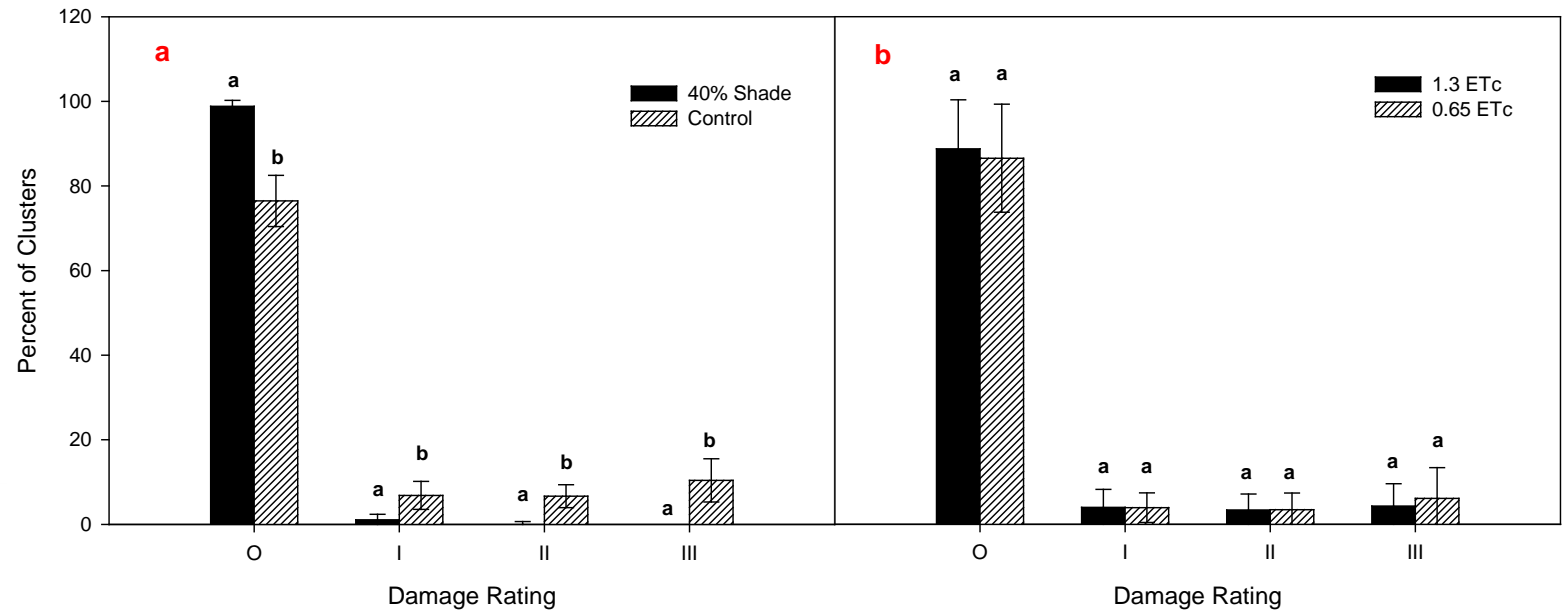 120
100
80
60
40
20
0
Percent of Clusters
a
40% Shade
Control
a
b
a
b
a
b
a
b
O
I
II
III
Damage Rating
b
1.3 ETc
0.65 ETc
a
a
a
a
a
a
a
a
O
I
II
III
Damage Rating